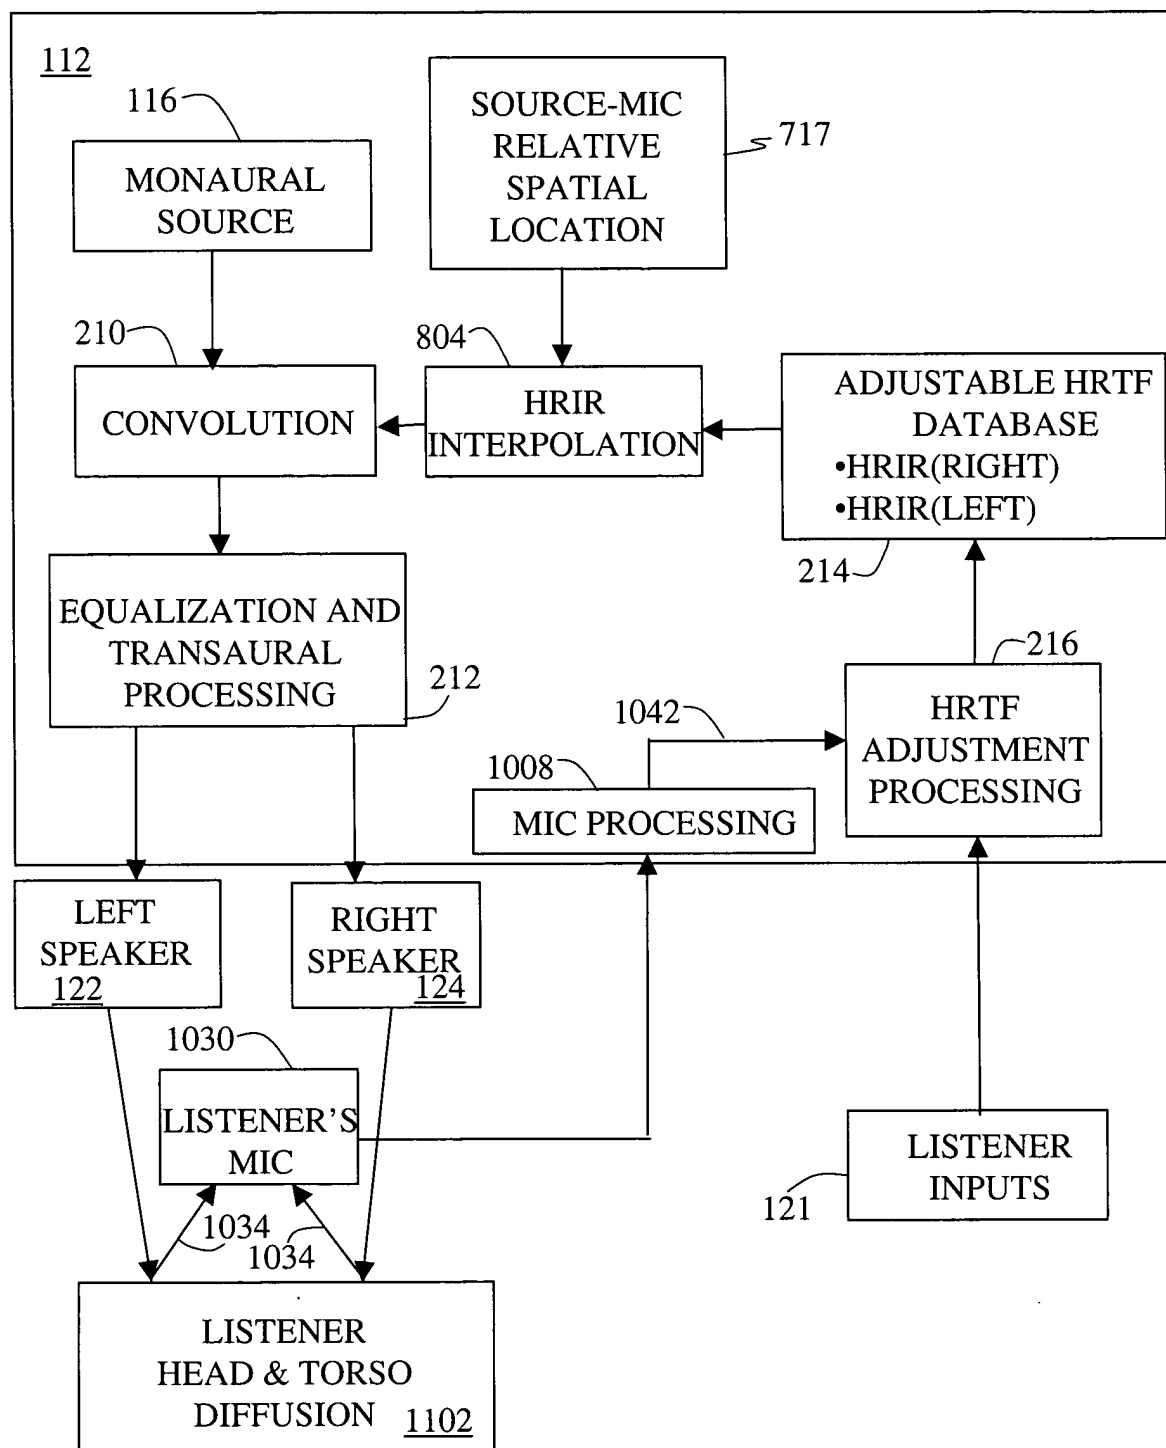 112
116
MONAURAL
SOURCE
SOURCE-MIC
RELATIVE
SPATIAL
LOCATION
717
210
CONVOLUTION
804
HRIR
INTERPOLATION
ADJUSTABLE HRTF
DATABASE
•HRIR(RIGHT)
•HRIR(LEFT)
214
EQUALIZATION AND
TRANSAURAL
PROCESSING
212
216
HRTF
ADJUSTMENT
PROCESSING
1042
1008
MIC PROCESSING
LEFT
SPEAKER
122
RIGHT
SPEAKER
124
1030
LISTENER'S
MIC
1034
1034
LISTENER
INPUTS
121
LISTENER
HEAD & TORSO
DIFFUSION
1102